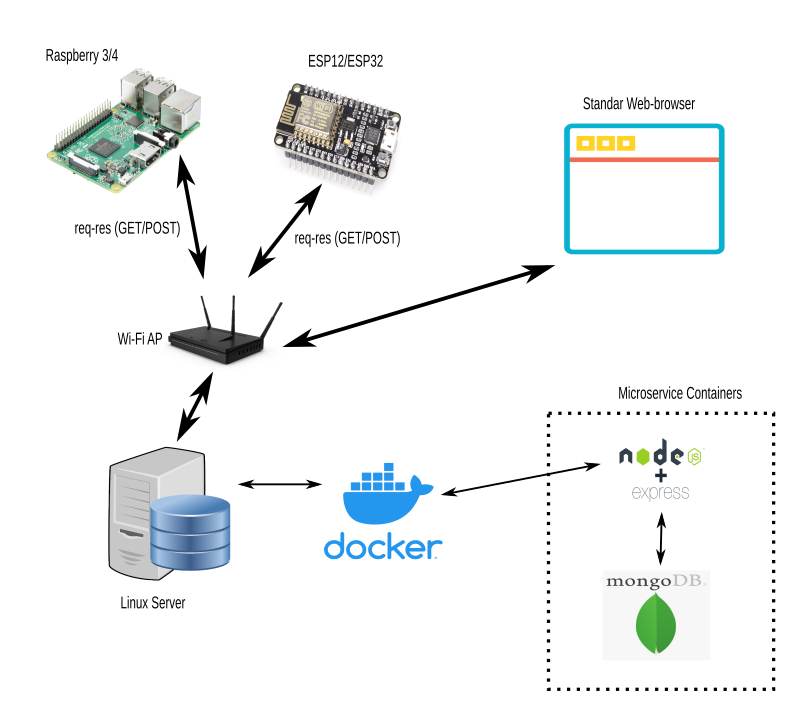 Raspberry 3/4
ESP12/ESP32
Standar Web-browser
req-res (GET/POST)
req-res (GET/POST)
Wi-Fi AP
Microservice Containers
node
JS
+
express
docker
mongoDB.
Linux Server